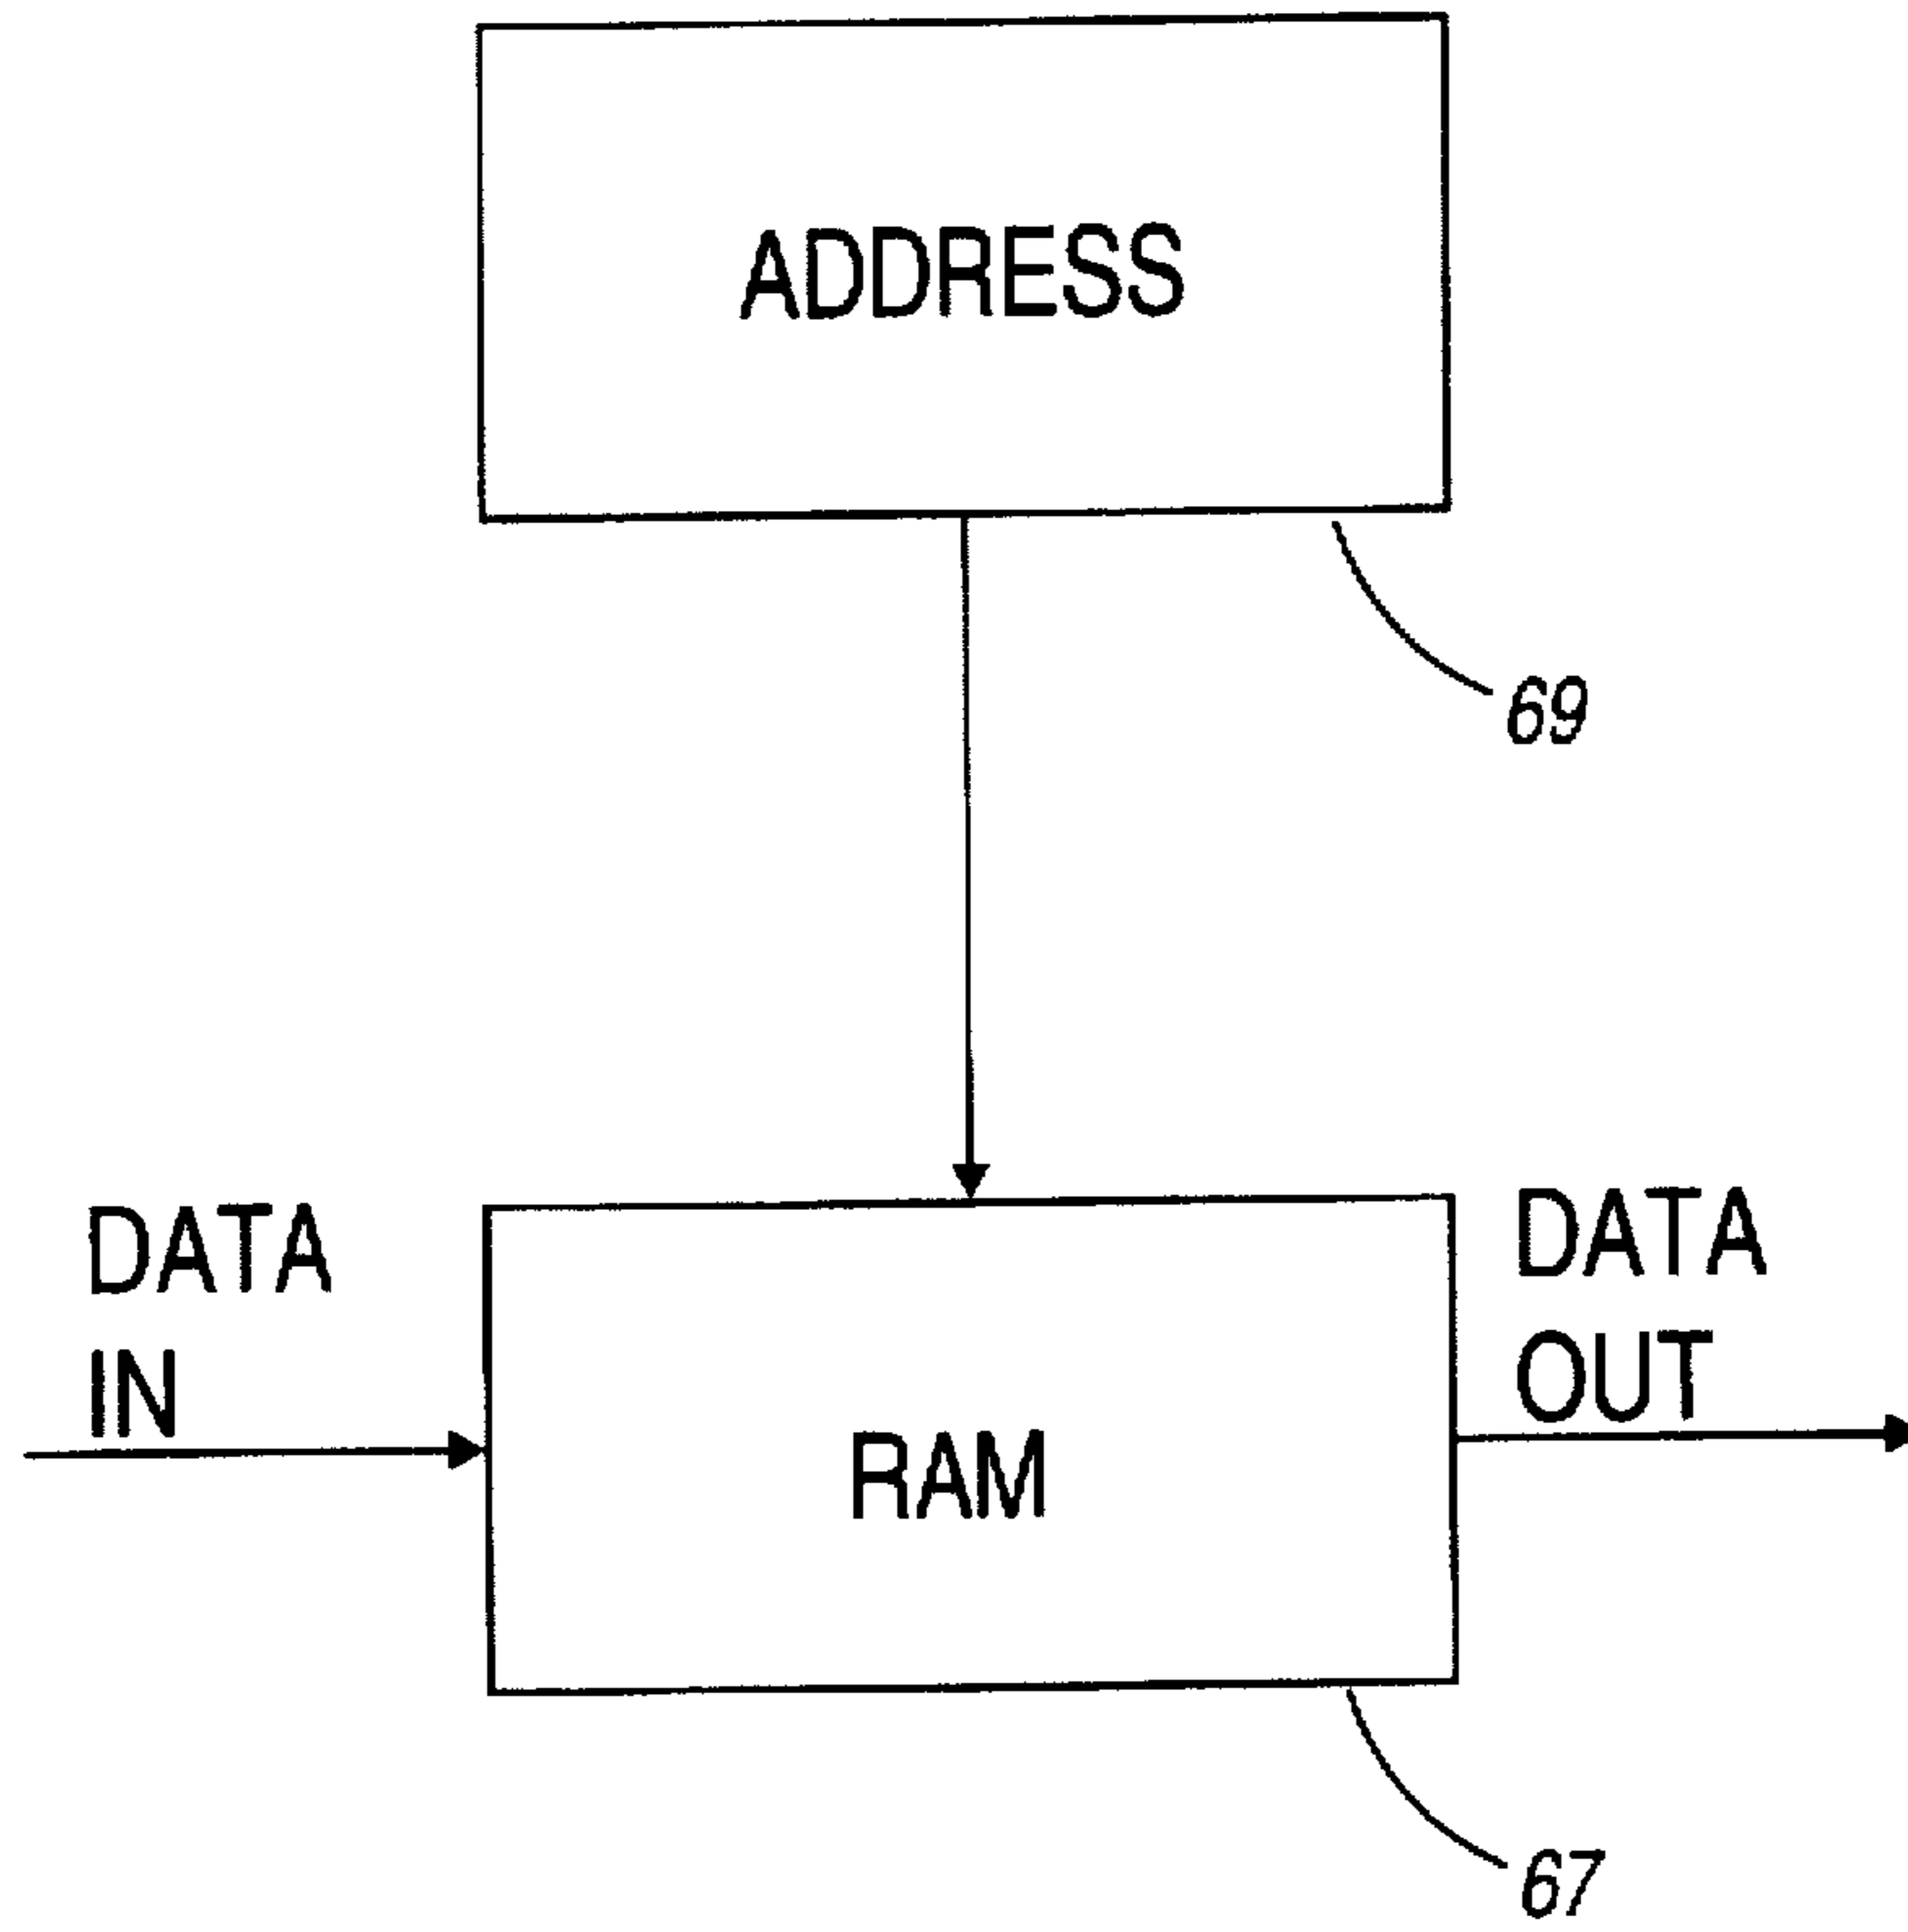 ADDRESS
69
DATA
IN
DATA
OUT
RAM
67